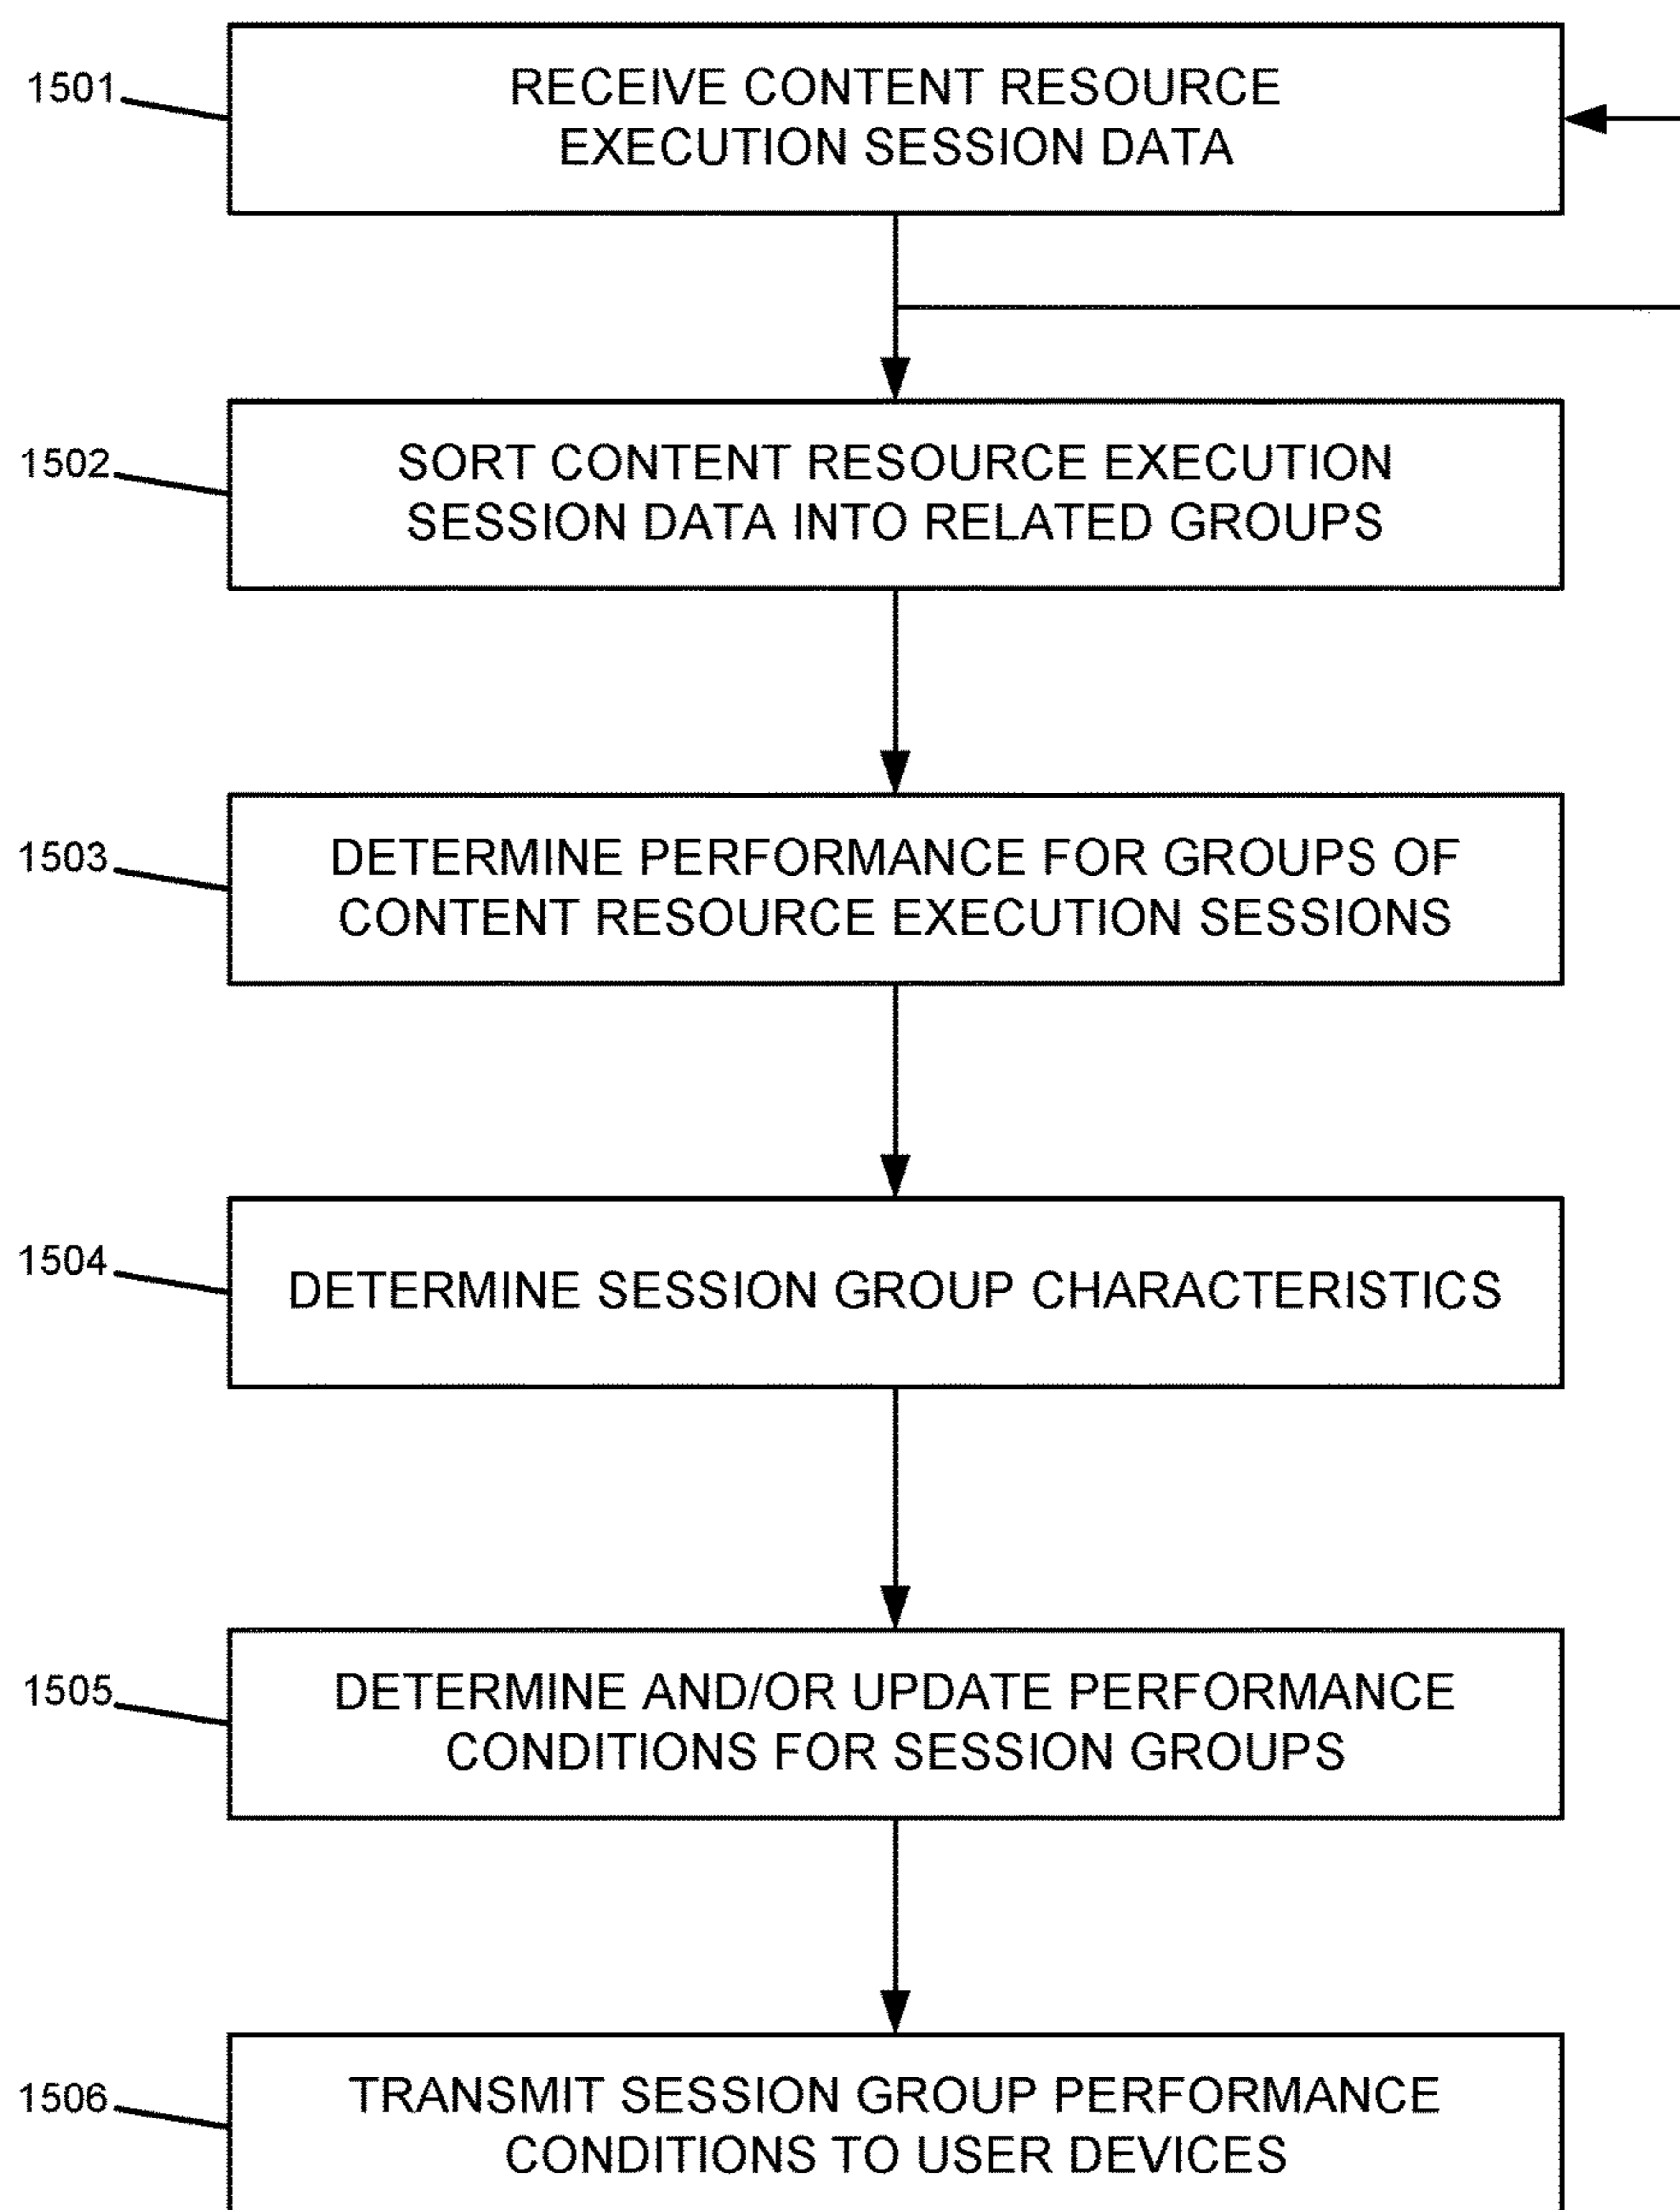 1501
RECEIVE CONTENT RESOURCE
EXECUTION SESSION DATA
1502
SORT CONTENT RESOURCE EXECUTION
SESSION DATA INTO RELATED GROUPS
1503
DETERMINE PERFORMANCE FOR GROUPS OF
CONTENT RESOURCE EXECUTION SESSIONS
1504
DETERMINE SESSION GROUP CHARACTERISTICS
1505
DETERMINE AND/OR UPDATE PERFORMANCE
CONDITIONS FOR SESSION GROUPS
1506
TRANSMIT SESSION GROUP PERFORMANCE
CONDITIONS TO USER DEVICES